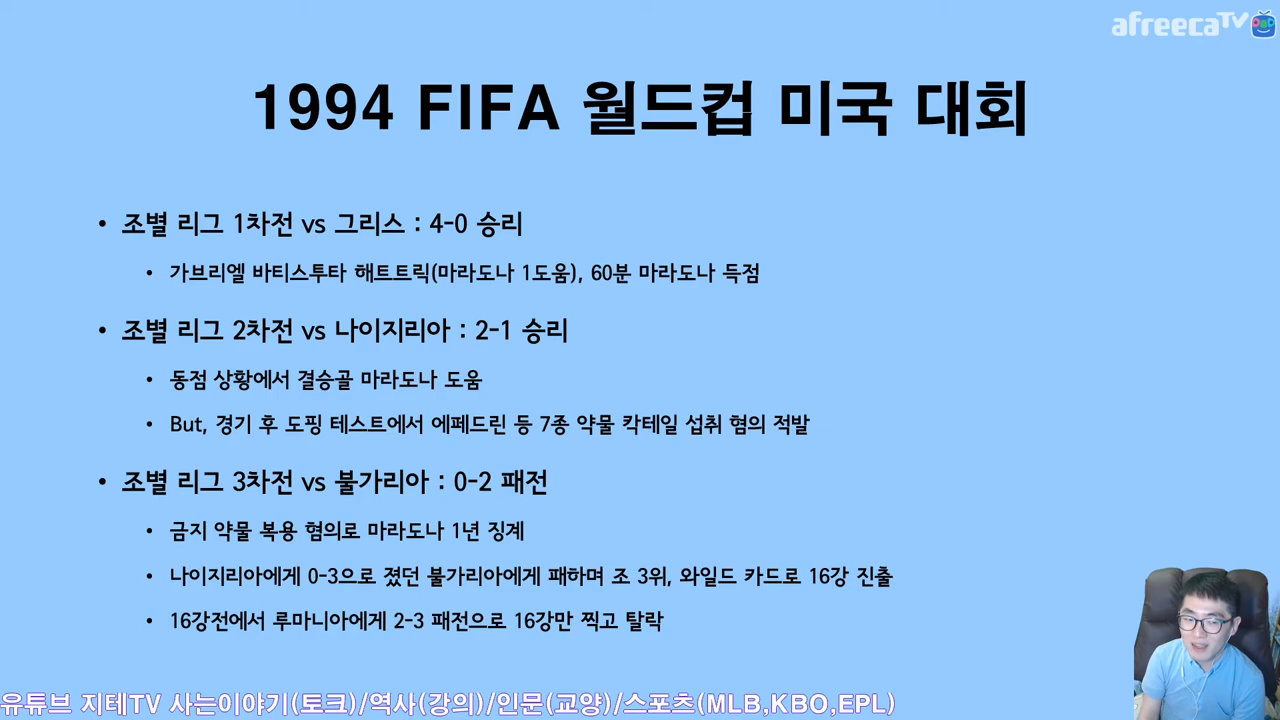 afreecaTV
1994 FIFA 월드컵 미국 대회
• 조별 리그 1차전 vs 그리스 : 4-0 승리
• 가브리엘 바티스투타 해트트릭(마라도나 1도움), 60분 마라도나 득점
• 조별 리그 2차전 vs 나이지리아 : 2-1 승리
• 동점 상황에서 결승골 마라도나 도움
• But, 경기 후 도핑 테스트에서 에페드린 등 7종 약물 칵테일 섭취 혐의 적발
• 조별 리그 3차전 vs 불가리아 : 0-2 패전
• 금지 약물 복용 혐의로 마라도나 1년 징계
• 나이지리아에게 0-3으로 졌던 불가리아에게 패하며 조 3위, 와일드 카드로 16강 진출
• 16강전에서 루마니아에게 2-3 패전으로 16강만 찍고 탈락
유튜브 지테TV 사는이야기(토크)/역사(강의)/인문(교양)/스포츠(MLB,KBO,EPL)